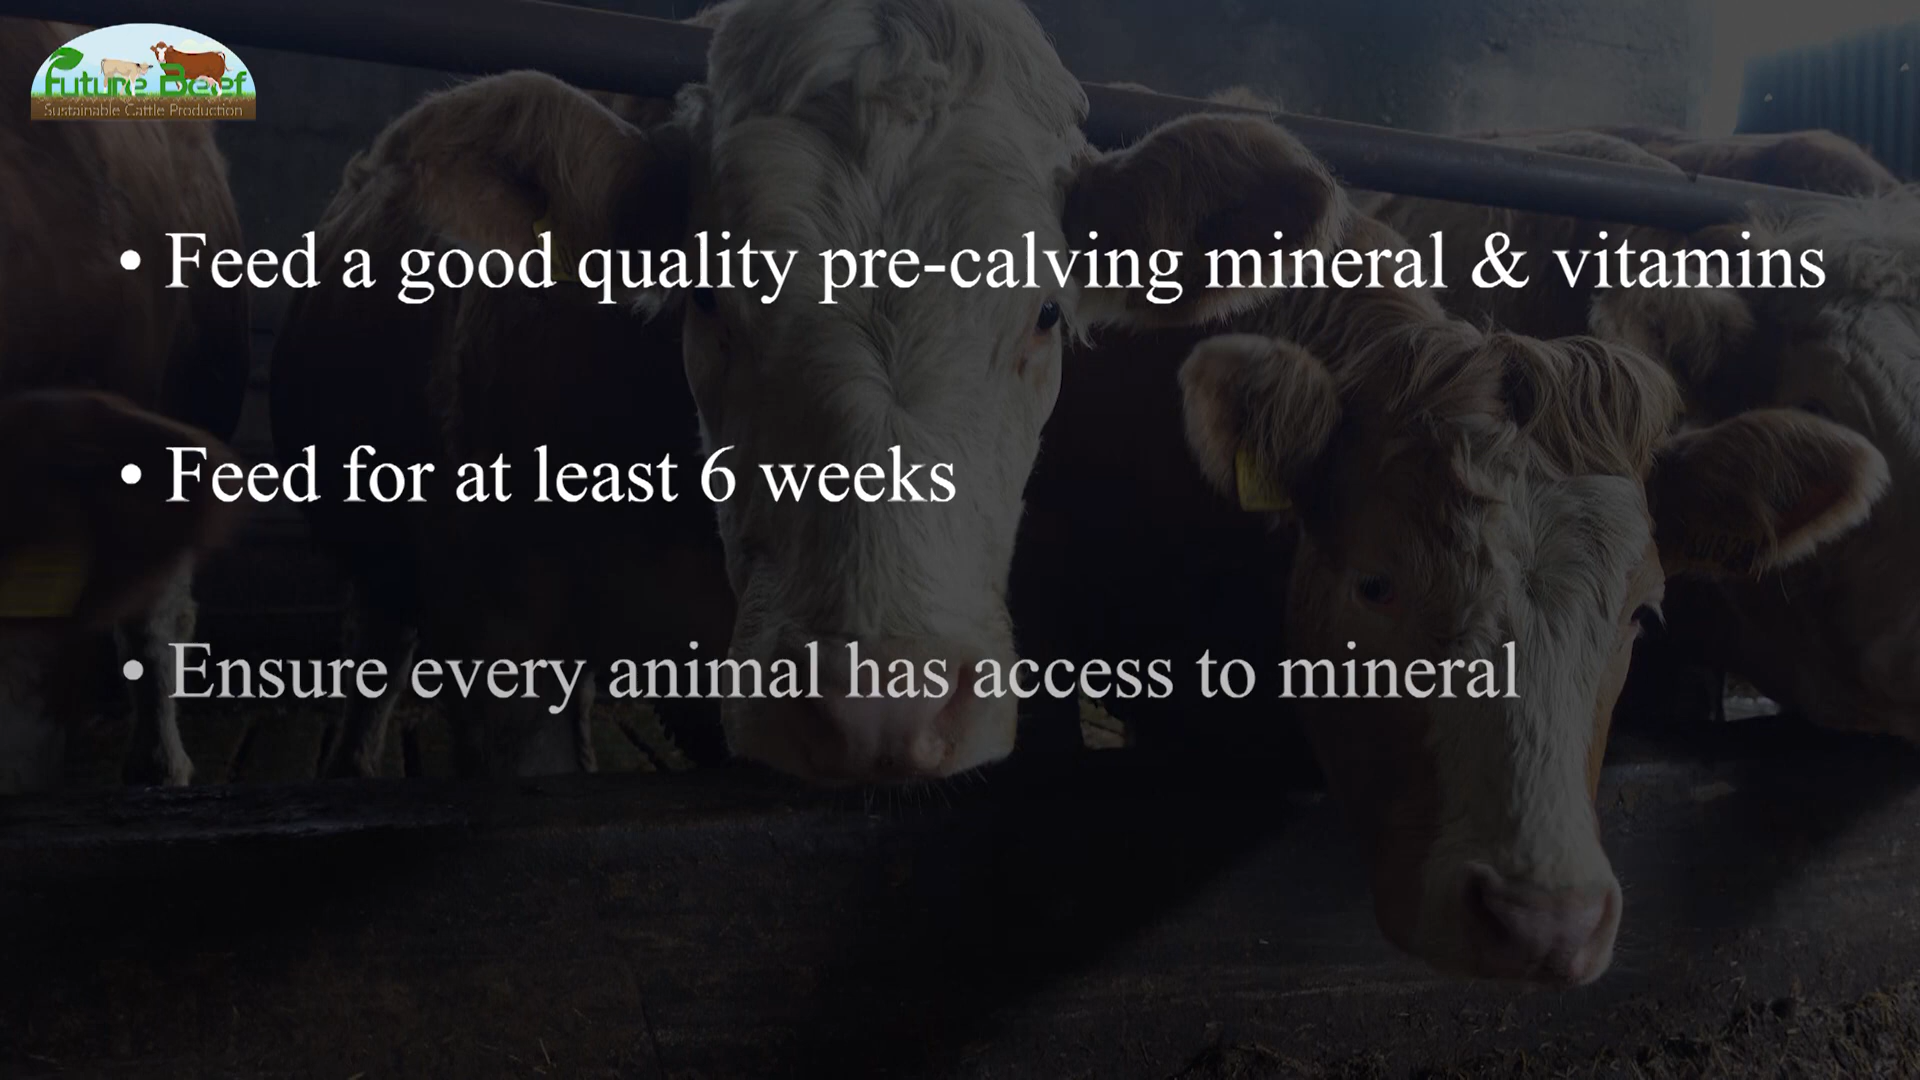 Future Beef
Sustainable Cattle Production
• Feed a good quality pre-calving mineral & vitamins
• Feed for at least 6 weeks
• Ensure every animal has access to mineral